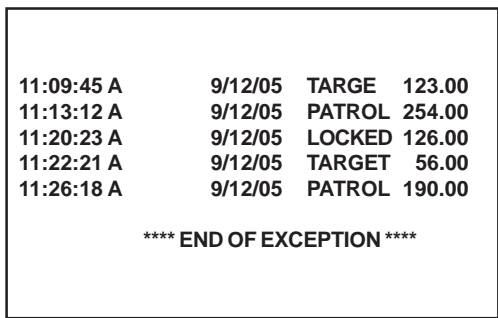 11:09:45 A 9/12/05 TARGE 123.00
11:13:12 A 9/12/05 PATROL 254.00
11:20:23 A 9/12/05 LOCKED 126.00
11:22:21 A 9/12/05 TARGET 56.00
11:26:18 A 9/12/05 PATROL 190.00
**** END OF EXCEPTION ****